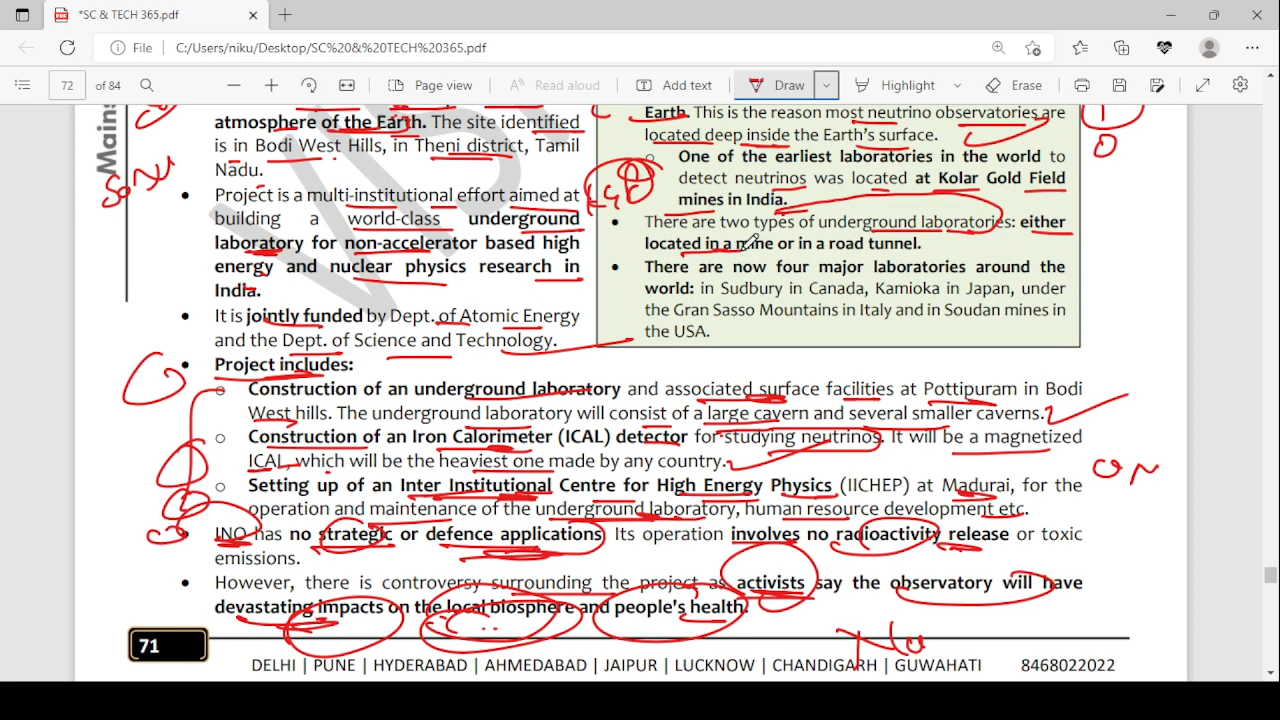 *SC & TECH 365.pdf
File
C:/Users/niku/Desktop/SC%20&%20TECH%20365.pdf
72 of 84
Page view
Read aloud
Add text
Draw
Highlight
Erase
Mains
atmosphere of the Earth. The site identified
is in Bodi West Hills, in Theni district, Tamil
Nadu.
Project is a multi-institutional effort aimed at
building a world-class underground
laboratory for non-accelerator based high
energy and nuclear physics research in
India.
It is jointly funded by Dept. of Atomic Energy
and the Dept. of Science and Technology.
Earth. This is the reason most neutrino observatories are
located deep inside the Earth's surface.
One of the earliest laboratories in the world to
detect neutrinos was located at Kolar Gold Field
mines in India.
There are two types of underground laboratories: either
located in a mine or in a road tunnel.
There are now four major laboratories around the
world: in Sudbury in Canada, Kamioka in Japan, under
the Gran Sasso Mountains in Italy and in Soudan mines in
the USA.
Project includes:
Construction of an underground laboratory and associated surface facilities at Pottipuram in Bodi
West hills. The underground laboratory will consist of a large cavern and several smaller caverns.
Construction of an Iron Calorimeter (ICAL) detector for studying neutrinos. It will be a magnetized
ICAL, which will be the heaviest one made by any country.
Setting up of an Inter Institutional Centre for High Energy Physics (IICHEP) at Madurai, for the
operation and maintenance of the underground laboratory, human resource development etc.
INO has no strategic or defence applications. Its operation involves no radioactivity release or toxic
emissions.
However, there is controversy surrounding the project as activists say the observatory will have
devastating impacts on the local biosphere and people's health.
71
DELHI | PUNE | HYDERABAD | AHMEDABAD | JAIPUR | LUCKNOW | CHANDIGARH | GUWAHATI 8468022022